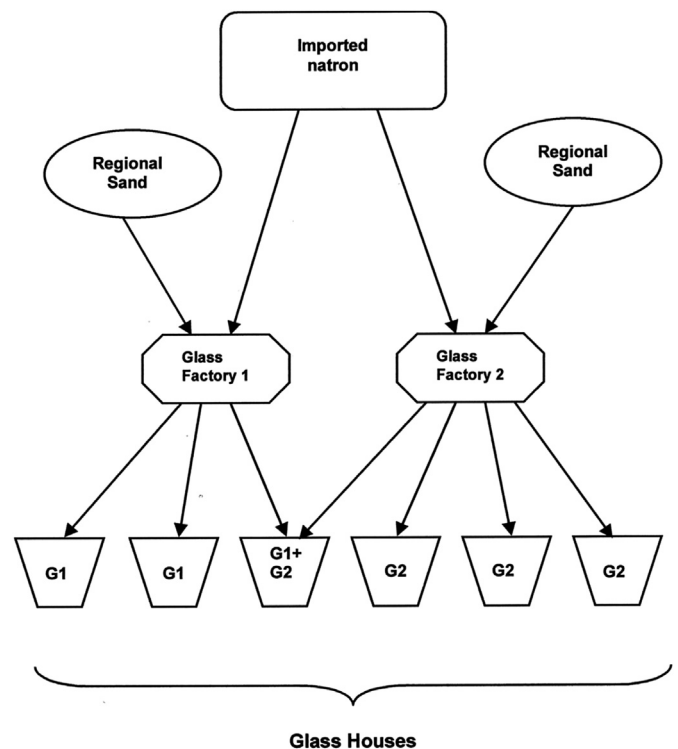 Imported
natron
Regional
Sand
Regional
Sand
Glass
Factory 1
Glass
Factory 2
G1
G1
G1+
G2
G2
G2
G2
Glass Houses